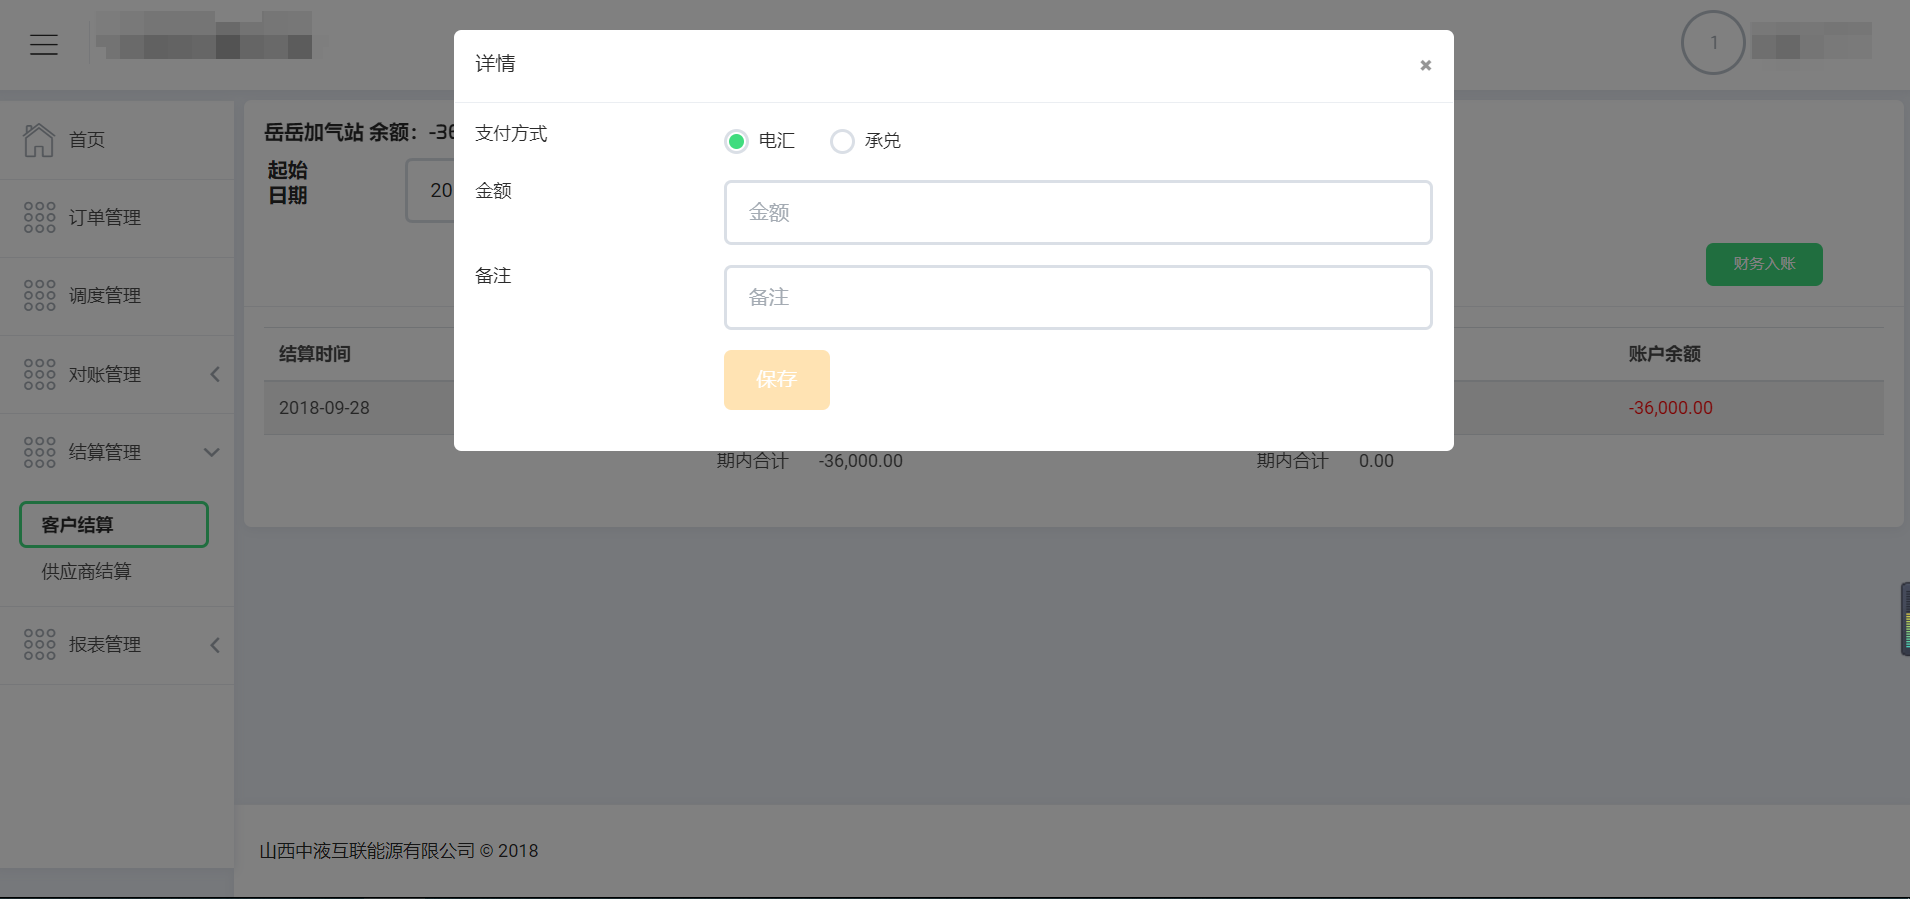 1
首页
订单管理
调度管理
对账管理
结算管理
客户结算
供应商结算
报表管理
岳岳加气站 余额：-36
起始
日期
20
财务入账
结算时间
账户余额
2018-09-28
-36,000.00
期内合计 -36,000.00
期内合计 0.00
详情
×
支付方式
电汇
承兑
金额
金额
备注
备注
保存
山西中液互联能源有限公司 © 2018